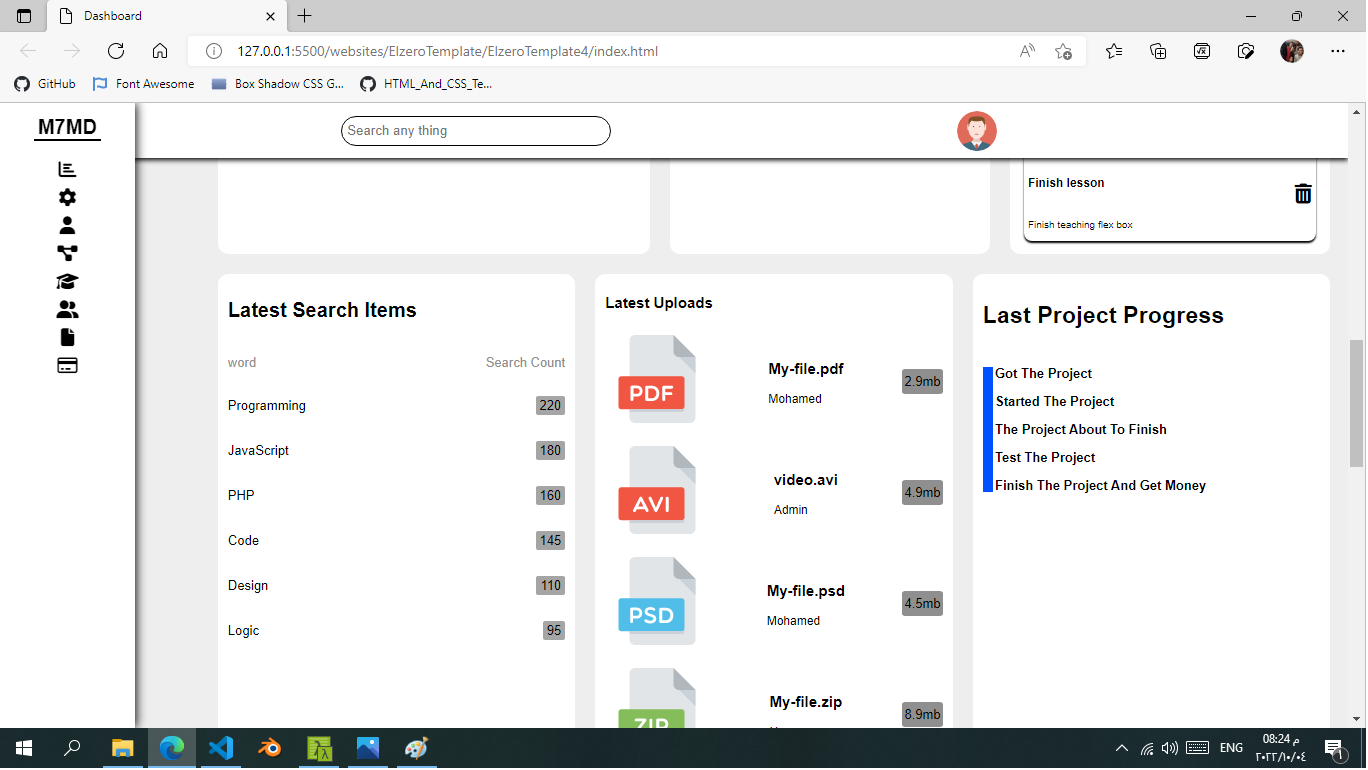 Dashboard
127.0.0.1:5500/websites/ElzeroTemplate/ElzeroTemplate4/index.html
GitHub
Font Awesome
Box Shadow CSS G...
HTML_And_CSS_Te...
M7MD
Search any thing
Finish lesson
Finish teaching flex box
Latest Search Items
word Search Count
Programming 220
JavaScript 180
PHP 160
Code 145
Design 110
Logic 95
Latest Uploads
PDF
My-file.pdf
Mohamed
2.9mb
AVI
video.avi
Admin
4.9mb
PSD
My-file.psd
Mohamed
4.5mb
ZIP
My-file.zip
8.9mb
Last Project Progress
Got The Project
Started The Project
The Project About To Finish
Test The Project
Finish The Project And Get Money
ENG
08:24 م
٢٠٢٢/١٠/٠٤
1